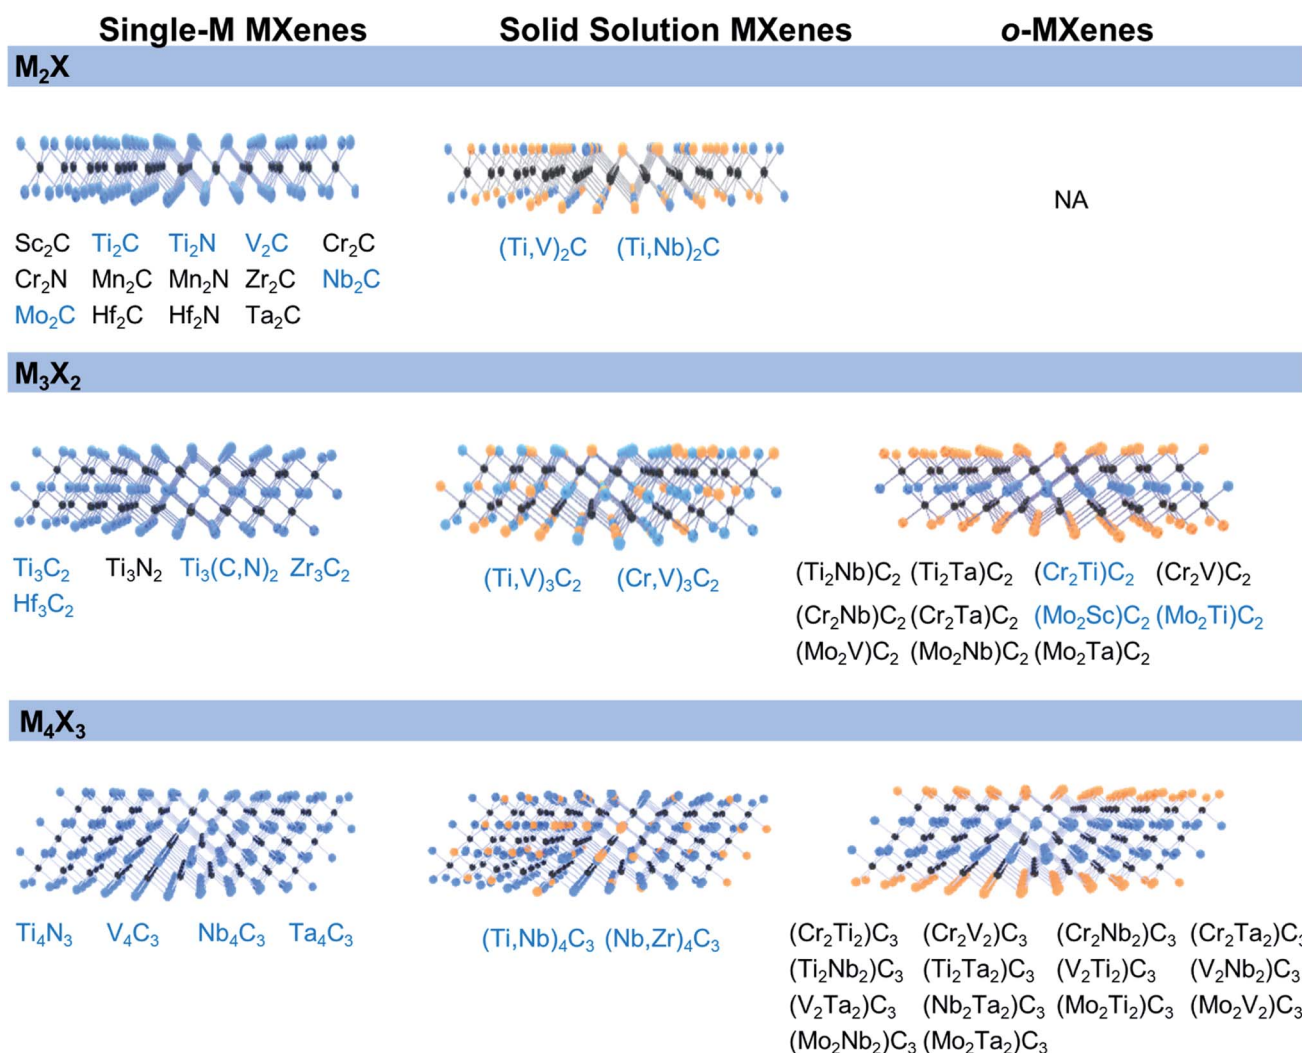 Single-M MXenes Solid Solution MXenes o-MXenes
M₂X
NA
Sc₂C Ti₂C Ti₂N V₂C Cr₂C
Cr₂N Mn₂C Mn₂N Zr₂C Nb₂C
Mo₂C Hf₂C Hf₂N Ta₂C
(Ti,V)₂C (Ti,Nb)₂C
M₃X₂
Ti₃C₂ Ti₃N₂ Ti₃(C,N)₂ Zr₃C₂
Hf₃C₂
(Ti,V)₃C₂ (Cr,V)₃C₂
(Ti₂Nb)C₂ (Ti₂Ta)C₂ (Cr₂Ti)C₂ (Cr₂V)C₂
(Cr₂Nb)C₂ (Cr₂Ta)C₂ (Mo₂Sc)C₂ (Mo₂Ti)C₂
(Mo₂V)C₂ (Mo₂Nb)C₂ (Mo₂Ta)C₂
M₄X₃
Ti₄N₃ V₄C₃ Nb₄C₃ Ta₄C₃
(Ti,Nb)₄C₃ (Nb,Zr)₄C₃
(Cr₂Ti₂)C₃ (Cr₂V₂)C₃ (Cr₂Nb₂)C₃ (Cr₂Ta₂)C₃
(Ti₂Nb₂)C₃ (Ti₂Ta₂)C₃ (V₂Ti₂)C₃ (V₂Nb₂)C₃
(V₂Ta₂)C₃ (Nb₂Ta₂)C₃ (Mo₂Ti₂)C₃ (Mo₂V₂)C₃
(Mo₂Nb₂)C₃ (Mo₂Ta₂)C₃